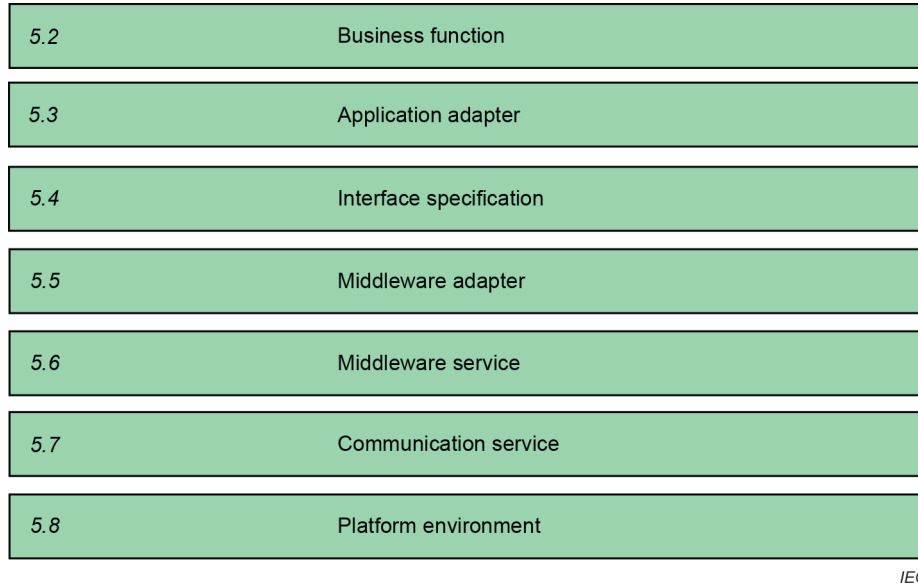 5.2 Business function
5.3 Application adapter
5.4 Interface specification
5.5 Middleware adapter
5.6 Middleware service
5.7 Communication service
5.8 Platform environment